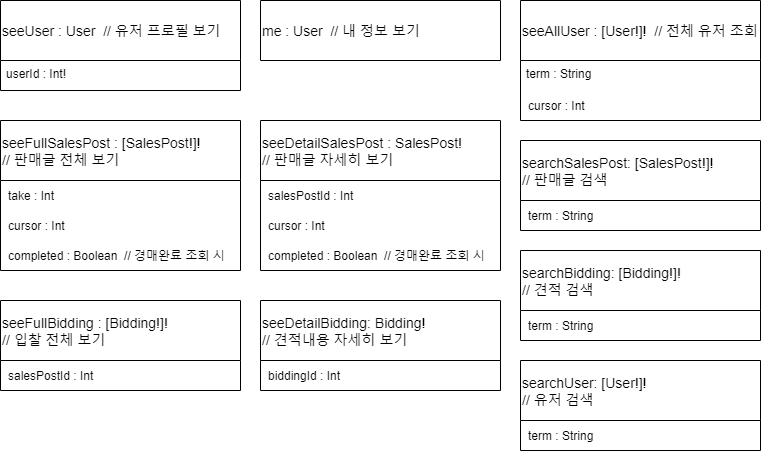 seeUser : User // 유저 프로필 보기
userId : Int!
me : User // 내 정보 보기
seeAllUser : [User!]! // 전체 유저 조회
term : String
cursor : Int
seeFullSalesPost : [SalesPost!]!
// 판매글 전체 보기
take : Int
cursor : Int
completed : Boolean // 경매완료 조회 시
seeDetailSalesPost : SalesPost!
// 판매글 자세히 보기
salesPostId : Int
cursor : Int
completed : Boolean // 경매완료 조회 시
searchSalesPost: [SalesPost!]!
// 판매글 검색
term : String
searchBidding: [Bidding!]!
// 견적 검색
term : String
seeFullBidding : [Bidding!]!
// 입찰 전체 보기
salesPostId : Int
seeDetailBidding: Bidding!
// 견적내용 자세히 보기
biddingId : Int
searchUser: [User!]!
// 유저 검색
term : String